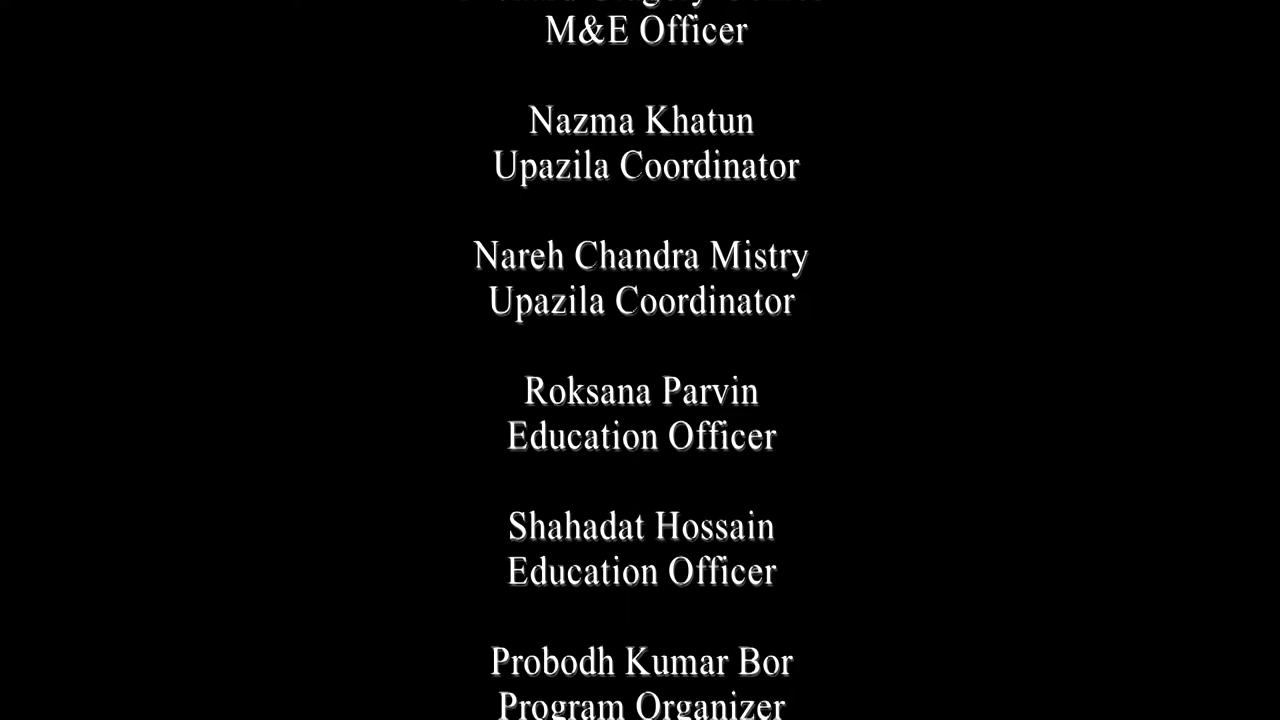 M&E Officer
Nazma Khatun
Upazila Coordinator
Nareh Chandra Mistry
Upazila Coordinator
Roksana Parvin
Education Officer
Shahadat Hossain
Education Officer
Probodh Kumar Bor
Program Organizer